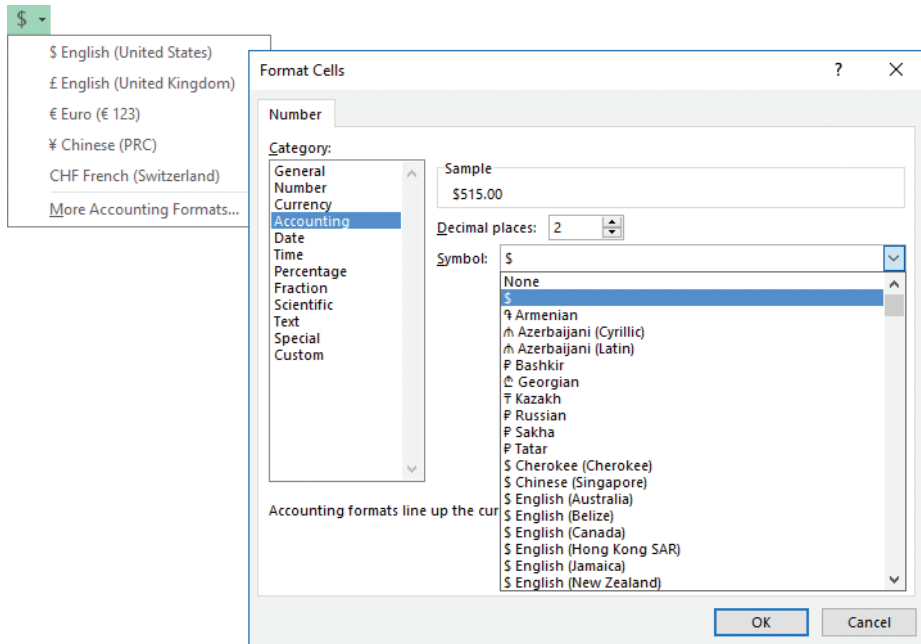 $
$ English (United States)
£ English (United Kingdom)
€ Euro (€ 123)
¥ Chinese (PRC)
CHF French (Switzerland)
More Accounting Formats...
Format Cells
?
Number
Category:
General
Number
Currency
Accounting
Date
Time
Percentage
Fraction
Scientific
Text
Special
Custom
Sample
$515.00
Decimal places: 2
Symbol: $
None
$
֏ Armenian
₼ Azerbaijani (Cyrillic)
₼ Azerbaijani (Latin)
₽ Bashkir
₾ Georgian
₸ Kazakh
₽ Russian
₽ Sakha
₽ Tatar
$ Cherokee (Cherokee)
$ Chinese (Singapore)
$ English (Australia)
$ English (Belize)
$ English (Canada)
$ English (Hong Kong SAR)
$ English (Jamaica)
$ English (New Zealand)
Accounting formats line up the cur
OK
Cancel